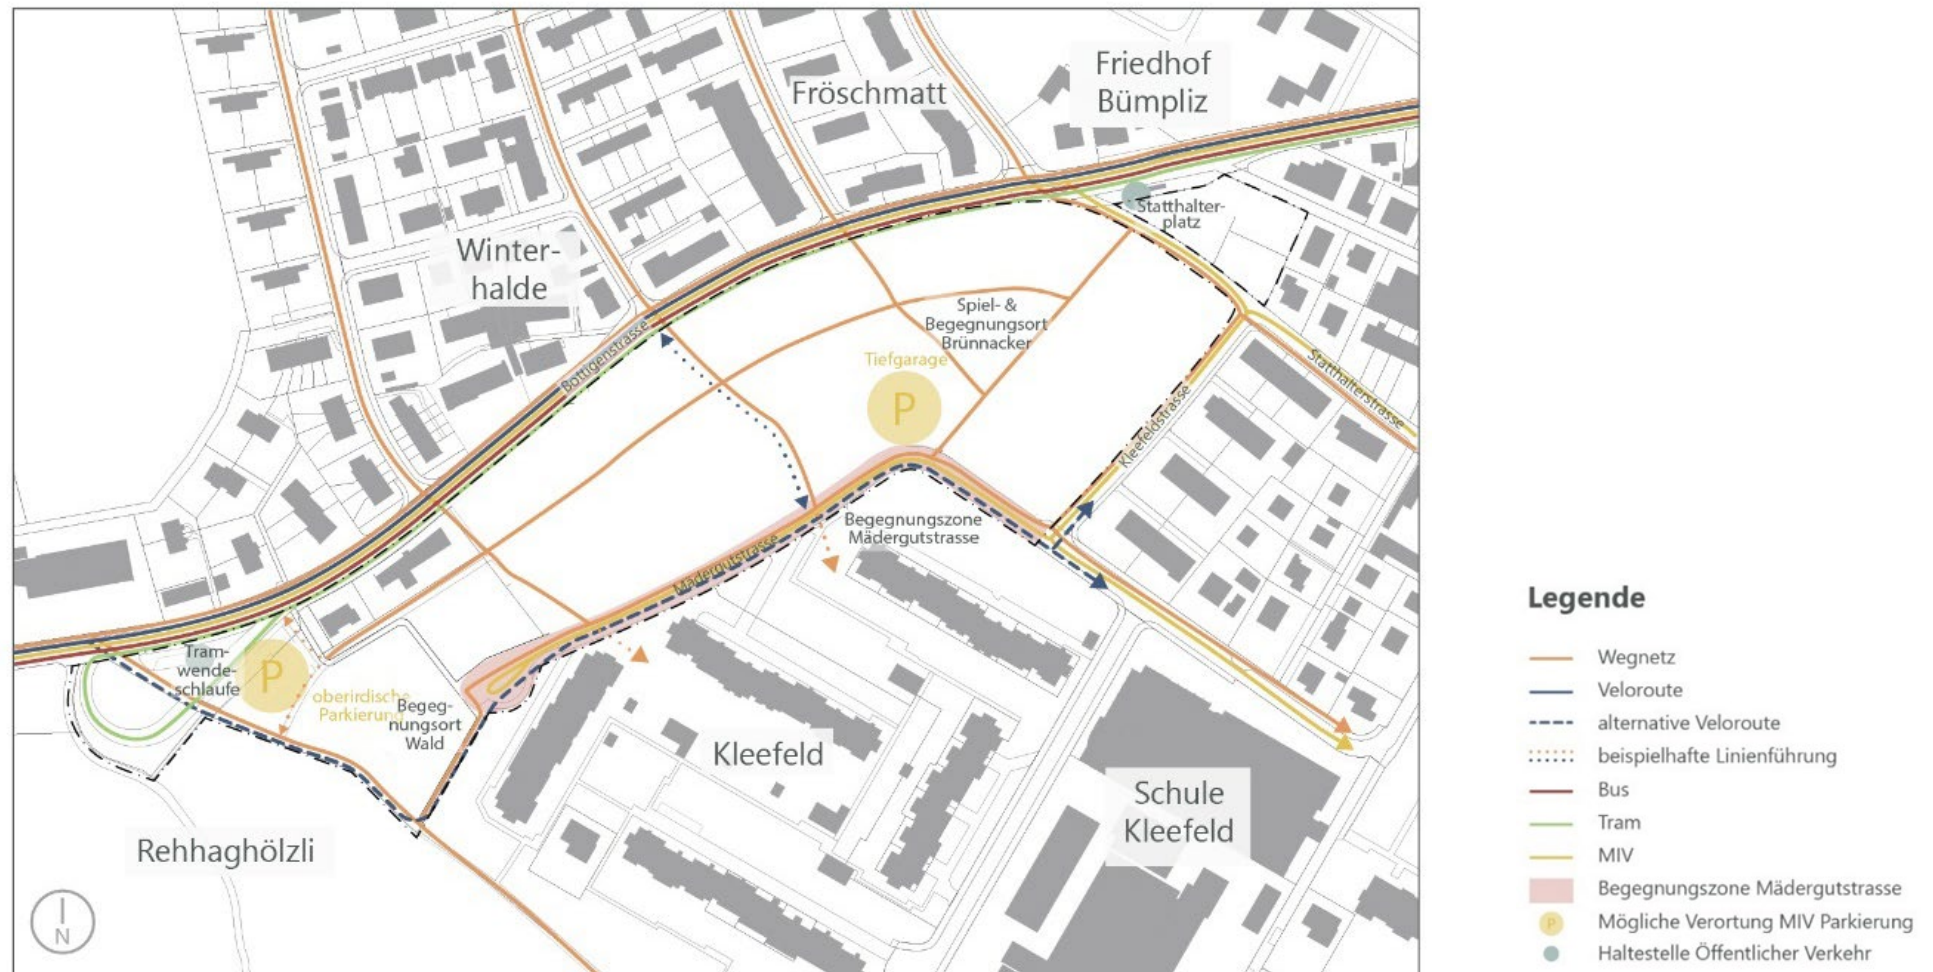 Friedhof
Bümpliz
Fröschmatt
Statthalter-
platz
Winter-
halde
Spiel- &
Begegnungsort
Brünnacker
Bottigenstrasse
Tiefgarage
P
Statthalterstrasse
Kleefeldstrasse
Begegnungszone
Mädergutstrasse
Mädergutstrasse
Tram-
wende-
schlaufe
P
oberirdische
Parkierung
Begeg-
nungsort
Wald
Kleefeld
Schule
Kleefeld
Rehhaghölzli
N
Legende
Wegnetz
Veloroute
alternative Veloroute
beispielhafte Linienführung
Bus
Tram
MIV
Begegnungszone Mädergutstrasse
P
Mögliche Verortung MIV Parkierung
Haltestelle Öffentlicher Verkehr